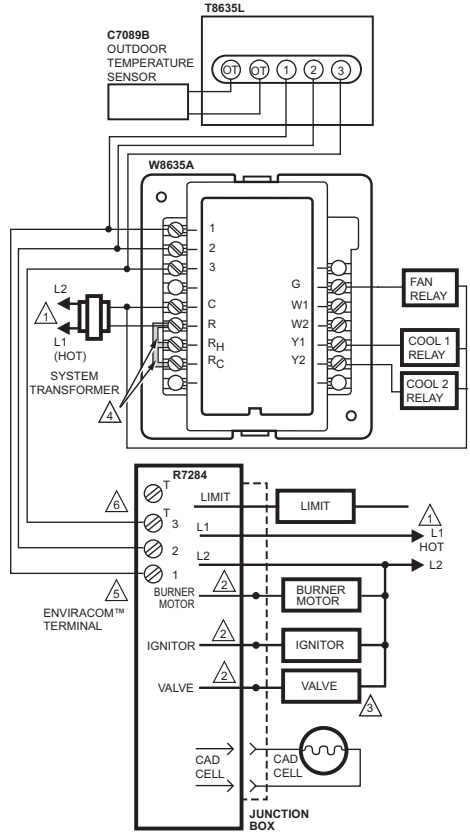 T8635L
C7089B
OUTDOOR
TEMPERATURE
SENSOR
OT OT 1 2 3
W8635A
1
2
3
C
R
RH
RC
G
W1
W2
Y1
Y2
FAN
RELAY
COOL 1
RELAY
COOL 2
RELAY
L2
1
L1
(HOT)
SYSTEM
TRANSFORMER
4
R7284
T
T
3
2
1
6
5
ENVIRACOM™
TERMINAL
LIMIT
LIMIT
L1
1
L1
HOT
L2
L2
BURNER
MOTOR
2
BURNER
MOTOR
IGNITOR
2
IGNITOR
VALVE
2
VALVE
3
CAD
CELL
CAD
CELL
JUNCTION
BOX